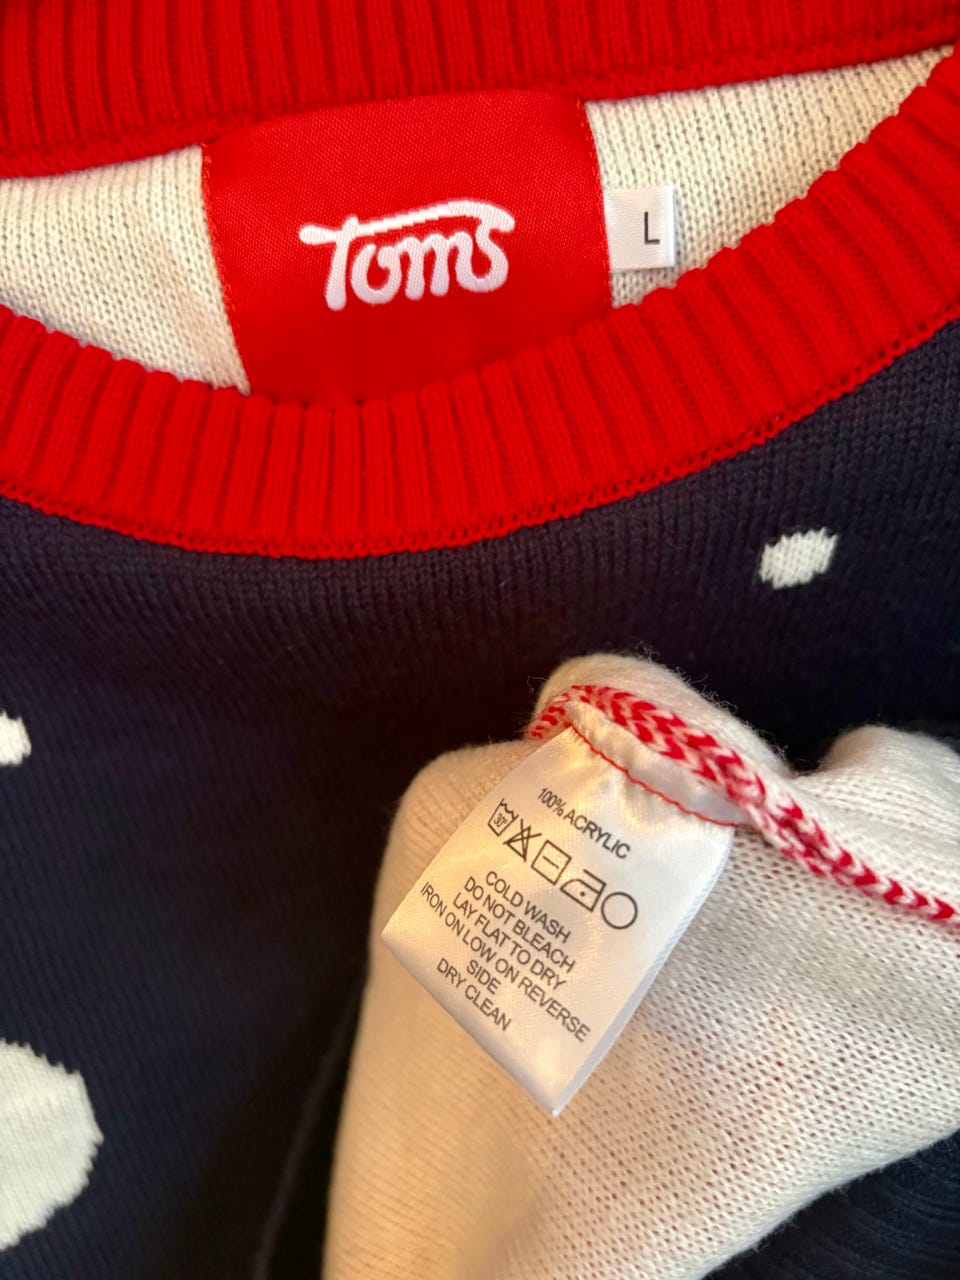 Toms
L
100% ACRYLIC
30°
COLD WASH
DO NOT BLEACH
LAY FLAT TO DRY
IRON ON LOW ON REVERSE
SIDE
DRY CLEAN